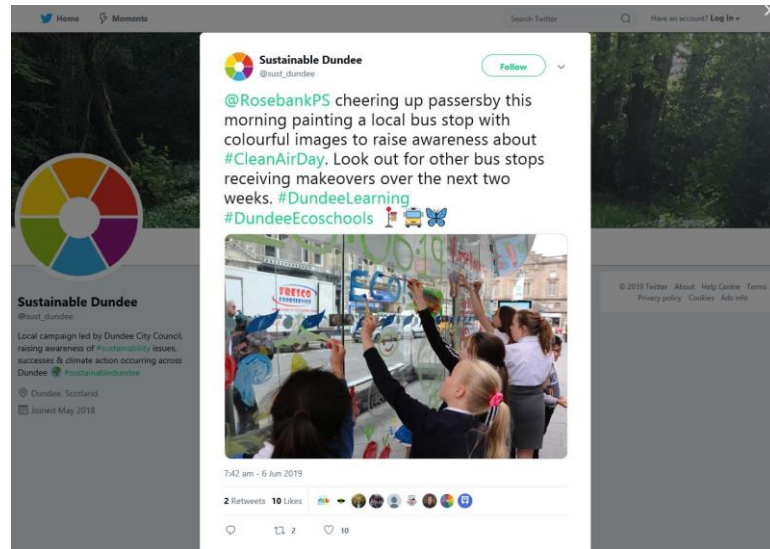 Home
Moments
Search Twitter
Have an account? Log In
Sustainable Dundee
@sust_dundee
Follow
@RosebankPS cheering up passersby this
morning painting a local bus stop with
colourful images to raise awareness about
#CleanAirDay. Look out for other bus stops
receiving makeovers over the next two
weeks. #DundeeLearning
#DundeeEcoschools
FRESCO
FOODSERVICE
ECO
7:42 am - 6 Jun 2019
2 Retweets 10 Likes
2
10
Sustainable Dundee
@sust_dundee
Local campaign led by Dundee City Council,
raising awareness of #sustainability issues,
successes & climate action occurring across
Dundee #sustainabledundee
Dundee, Scotland
Joined May 2018
© 2019 Twitter About Help Centre Terms
Privacy policy Cookies Ads info